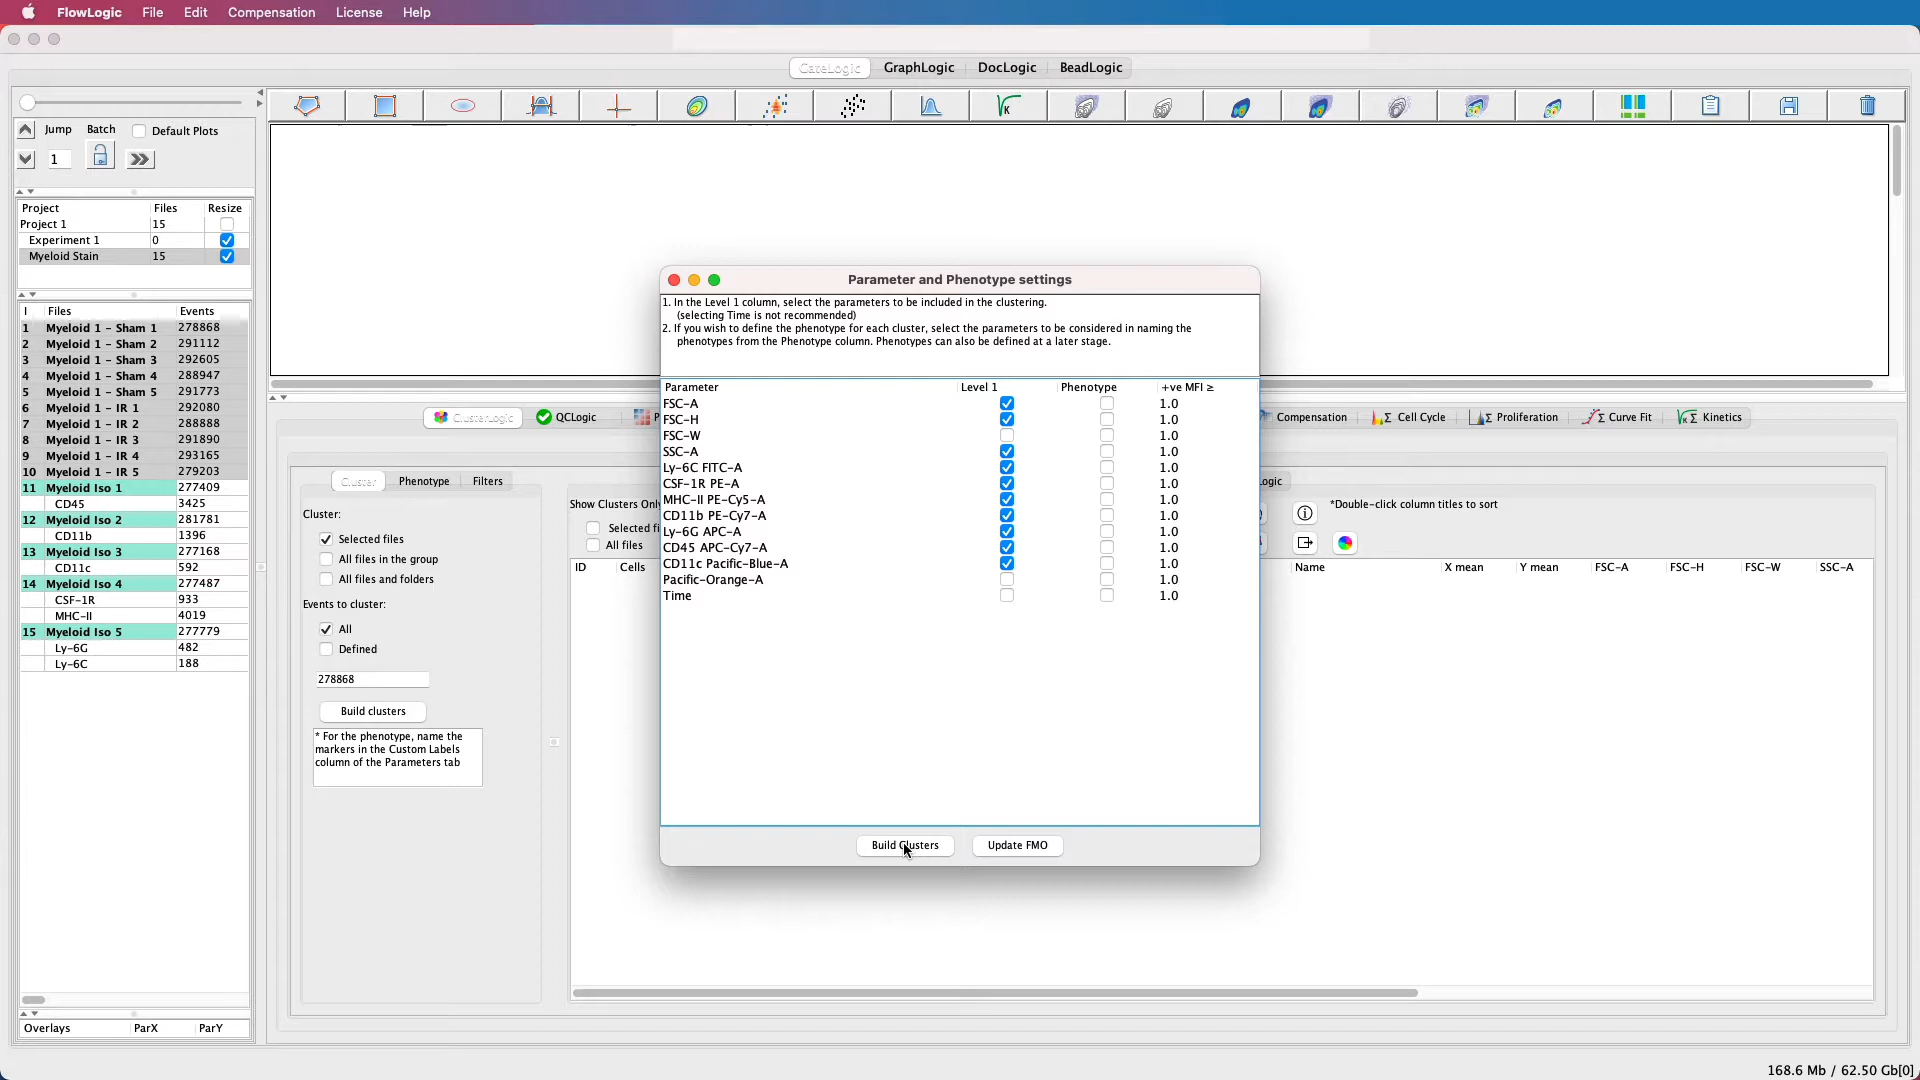 FlowLogic File Edit Compensation License Help
GateLogic GraphLogic DocLogic BeadLogic
Jump Batch Default Plots
1
Project Files Resize
Project 1 15
Experiment 1 0
Myeloid Stain 15
I Files Events
1 Myeloid 1 - Sham 1 278868
2 Myeloid 1 - Sham 2 291112
3 Myeloid 1 - Sham 3 292605
4 Myeloid 1 - Sham 4 288947
5 Myeloid 1 - Sham 5 291773
6 Myeloid 1 - IR 1 292080
7 Myeloid 1 - IR 2 288888
8 Myeloid 1 - IR 3 291890
9 Myeloid 1 - IR 4 293165
10 Myeloid 1 - IR 5 279203
11 Myeloid Iso 1 277409
CD45 3425
12 Myeloid Iso 2 281781
CD11b 1396
13 Myeloid Iso 3 277168
CD11c 592
14 Myeloid Iso 4 277487
CSF-1R 933
MHC-II 4019
15 Myeloid Iso 5 277779
Ly-6G 482
Ly-6C 188
Overlays ParX ParY
ClusterLogic QCLogic P Compensation Cell Cycle Proliferation Curve Fit Kinetics
Cluster Phenotype Filters
Cluster:
Selected files
All files in the group
All files and folders
Events to cluster:
All
Defined
278868
Build clusters
* For the phenotype, name the
markers in the Custom Labels
column of the Parameters tab
Show Clusters Onl
Selected fi
All files
ogic
*Double-click column titles to sort
ID Cells Name X mean Y mean FSC-A FSC-H FSC-W SSC-A
Parameter and Phenotype settings
1. In the Level 1 column, select the parameters to be included in the clustering.
(selecting Time is not recommended)
2. If you wish to define the phenotype for each cluster, select the parameters to be considered in naming the
phenotypes from the Phenotype column. Phenotypes can also be defined at a later stage.
Parameter Level 1 Phenotype +ve MFI ≥
FSC-A 1.0
FSC-H 1.0
FSC-W 1.0
SSC-A 1.0
Ly-6C FITC-A 1.0
CSF-1R PE-A 1.0
MHC-II PE-Cy5-A 1.0
CD11b PE-Cy7-A 1.0
Ly-6G APC-A 1.0
CD45 APC-Cy7-A 1.0
CD11c Pacific-Blue-A 1.0
Pacific-Orange-A 1.0
Time 1.0
Build Clusters Update FMO
168.6 Mb / 62.50 Gb[0]